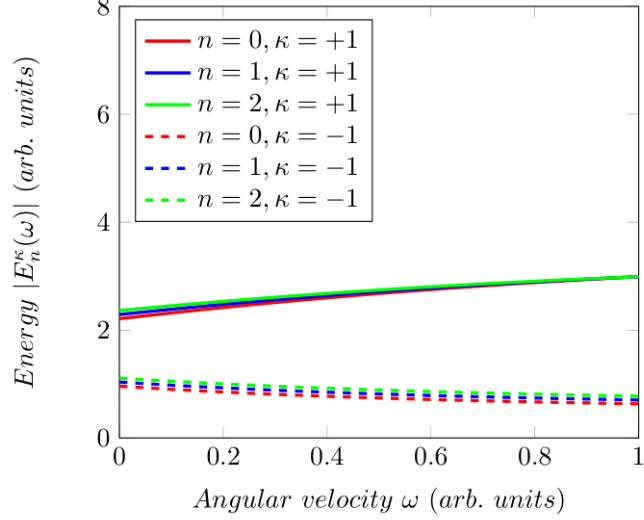 8
6
4
2
0
n = 0, κ = +1
n = 1, κ = +1
n = 2, κ = +1
n = 0, κ = −1
n = 1, κ = −1
n = 2, κ = −1
Energy |E_n^κ(ω)| (arb. units)
0 0.2 0.4 0.6 0.8 1
Angular velocity ω (arb. units)